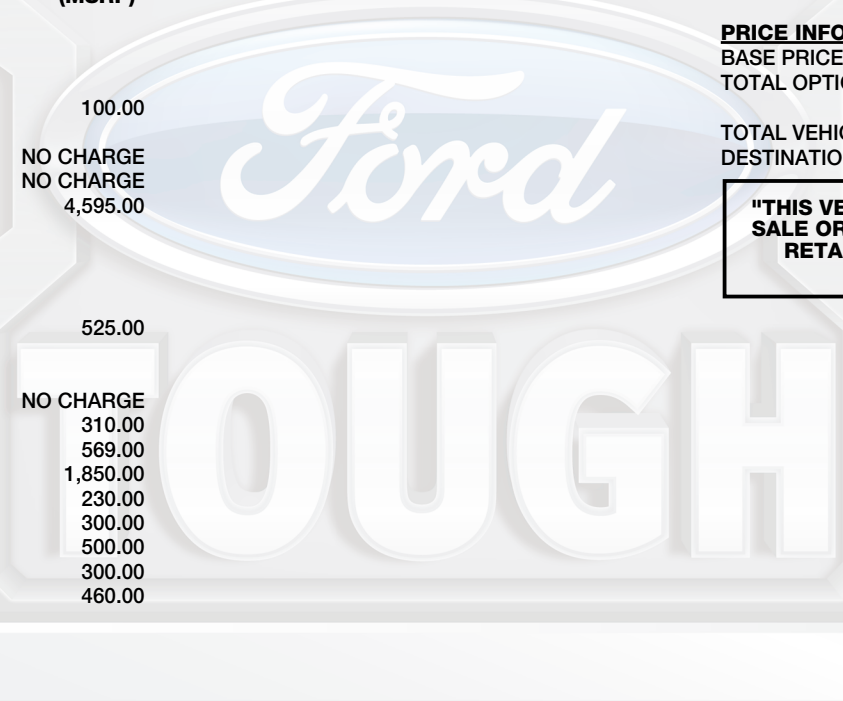 (MSRP)
100.00
NO CHARGE
NO CHARGE
4,595.00
525.00
NO CHARGE
310.00
569.00
1,850.00
230.00
300.00
500.00
300.00
460.00
PRICE INFO
BASE PRICE
TOTAL OPTIO
TOTAL VEHIC
DESTINATIO
"THIS VE
SALE OR
RETA
Ford
TOUGH